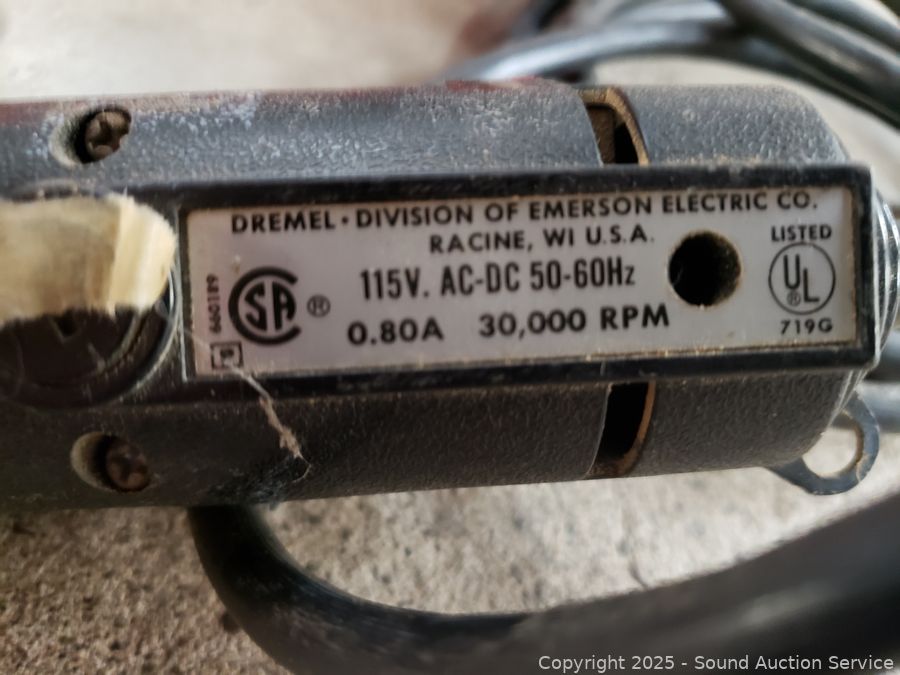 DREMEL • DIVISION OF EMERSON ELECTRIC CO.
RACINE, WI U.S.A.
115V. AC-DC 50-60Hz
0.80A 30,000 RPM
660189
SA ®
LISTED
UL ®
719G
Copyright 2025 - Sound Auction Service